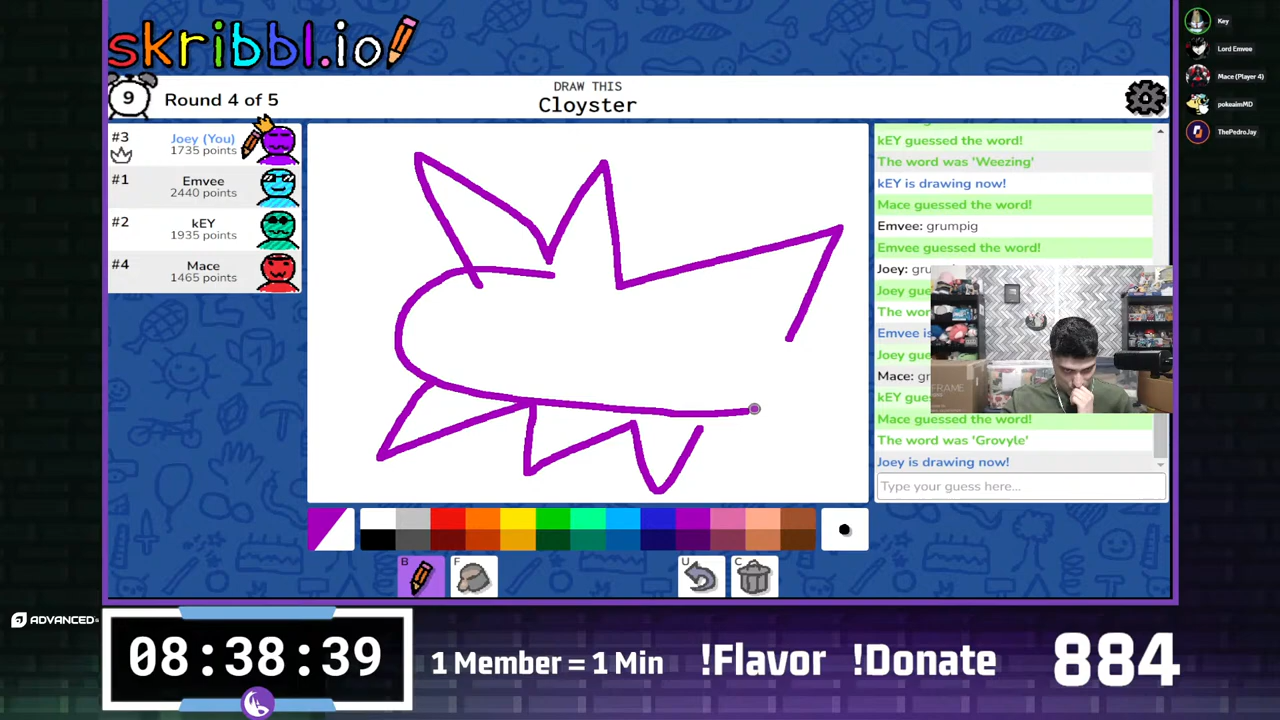 skribbl.io
9
Round 4 of 5
DRAW THIS
Cloyster
#3
Joey (You)
1735 points
#1
Emvee
2440 points
#2
kEY
1935 points
#4
Mace
1465 points
kEY guessed the word!
The word was 'Weezing'
kEY is drawing now!
Mace guessed the word!
Emvee: grumpig
Emvee guessed the word!
Joey: gru
Joey gue
The wor
Emvee is
Joey gue
Mace: gr
kEY gues
Mace guessed the word!
The word was 'Grovyle'
Joey is drawing now!
Type your guess here...
Key
Lord Emvee
Mace (Player 4)
pokeaimMD
ThePedroJay
B
F
U
C
ADVANCED
08:38:39
1 Member = 1 Min
!Flavor !Donate
884